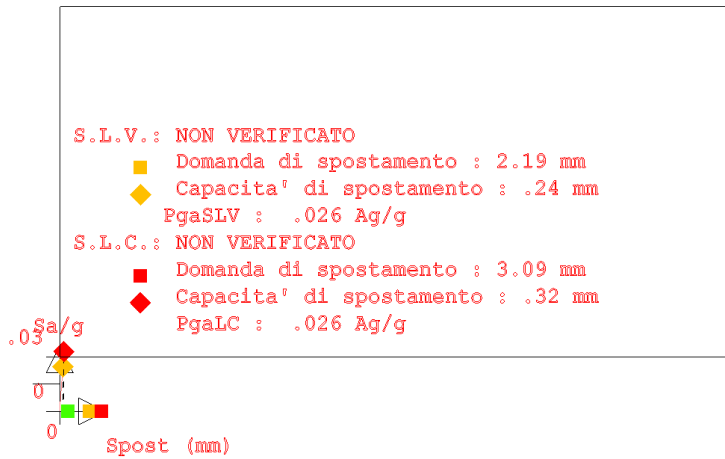 S.L.V.: NON VERIFICATO
Domanda di spostamento : 2.19 mm
Capacita' di spostamento : .24 mm
PgaSLV :  .026 Ag/g
S.L.C.: NON VERIFICATO
Domanda di spostamento : 3.09 mm
Capacita' di spostamento : .32 mm
PgaLC :  .026 Ag/g
Sa/g
.03
0
0
Spost (mm)